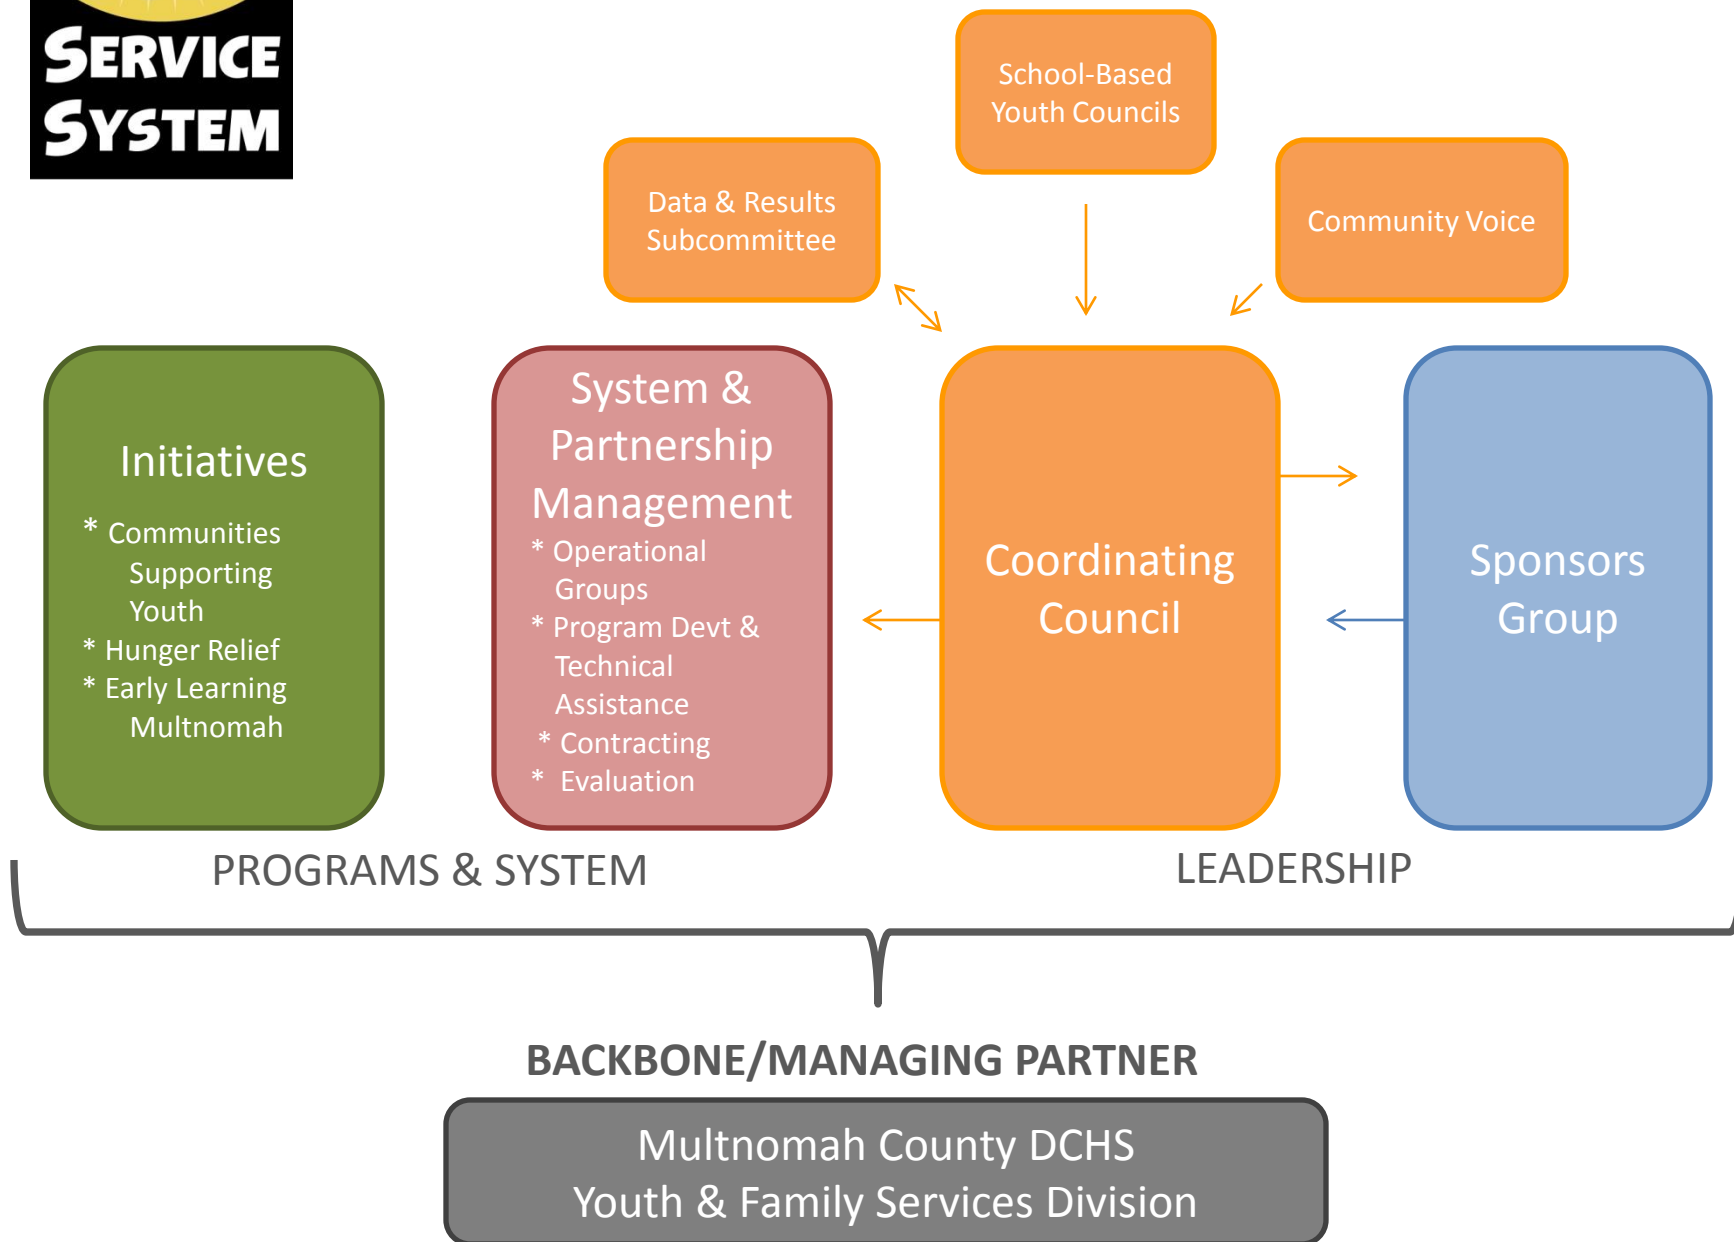 SERVICE
SYSTEM
School-Based
Youth Councils
Data & Results
Subcommittee
Community Voice
Initiatives
* Communities
Supporting
Youth
* Hunger Relief
* Early Learning
Multnomah
System &
Partnership
Management
* Operational
Groups
* Program Devt &
Technical
Assistance
* Contracting
* Evaluation
Coordinating
Council
Sponsors
Group
PROGRAMS & SYSTEM
LEADERSHIP
BACKBONE/MANAGING PARTNER
Multnomah County DCHS
Youth & Family Services Division